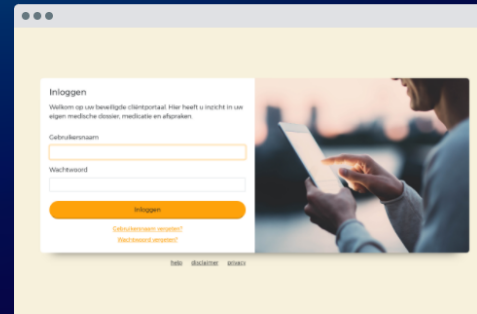 Inloggen
Welkom op uw beveiligde cliëntportaal. Hier heeft u inzicht in uw
eigen medische dossier, medicatie en afspraken.
Gebruikersnaam
Wachtwoord
Inloggen
Gebruikersnaam vergeten?
Wachtwoord vergeten?
help disclaimer privacy